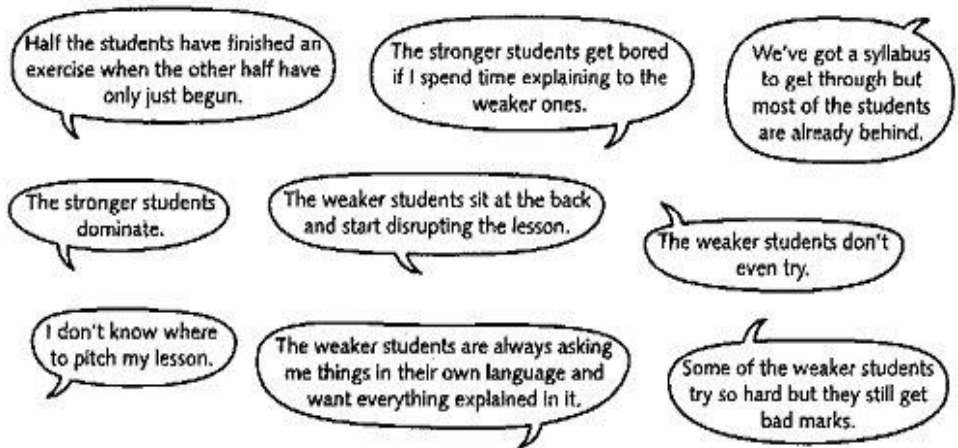 Half the students have finished an
exercise when the other half have
only just begun.
The stronger students get bored
if I spend time explaining to the
weaker ones.
We've got a syllabus
to get through but
most of the students
are already behind.
The stronger students
dominate.
The weaker students sit at the back
and start disrupting the lesson.
The weaker students don't
even try.
I don't know where
to pitch my lesson.
The weaker students are always asking
me things in their own language and
want everything explained in it.
Some of the weaker students
try so hard but they still get
bad marks.